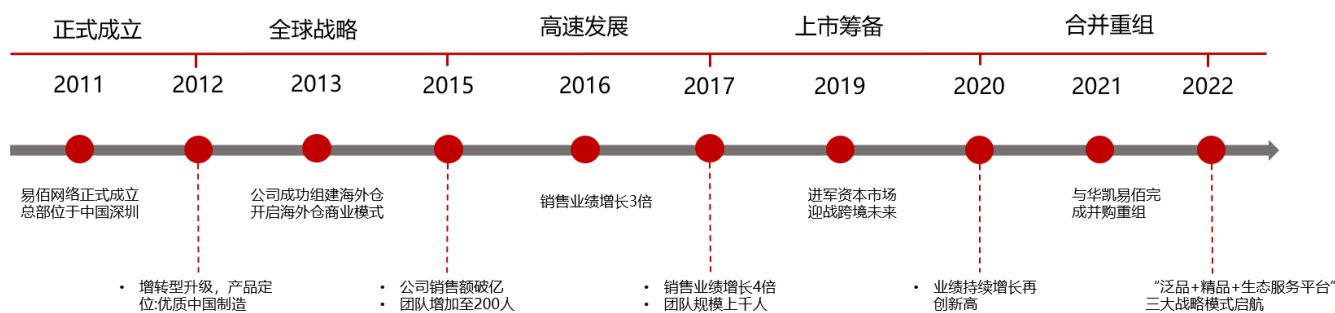 正式成立
全球战略
高速发展
上市筹备
合并重组
2011
2012
2013
2015
2016
2017
2019
2020
2021
2022
易佰网络正式成立
总部位于中国深圳
公司成功组建海外仓
开启海外仓商业模式
销售业绩增长3倍
进军资本市场
迎战跨境未来
与华凯易佰完
成并购重组
• 增转型升级，产品定
位:优质中国制造
• 公司销售额破亿
• 团队增加至200人
• 销售业绩增长4倍
• 团队规模上千人
• 业绩持续增长再
创新高
“泛品+精品+生态服务平台”
三大战略模式启航